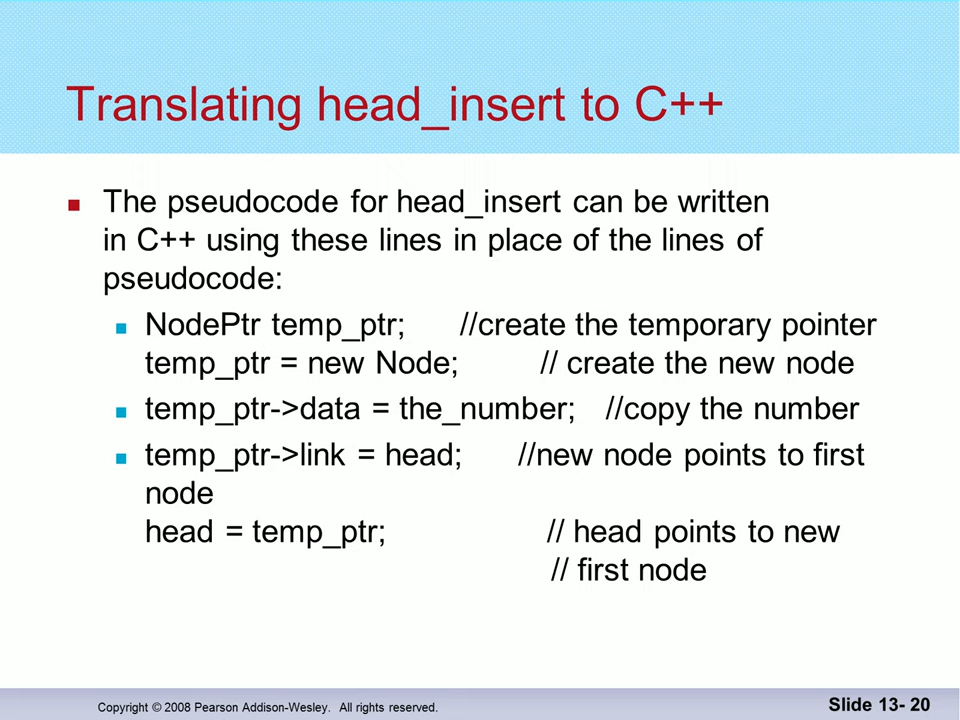 Translating head_insert to C++
The pseudocode for head_insert can be written
in C++ using these lines in place of the lines of
pseudocode:
NodePtr temp_ptr; //create the temporary pointer
temp_ptr = new Node; // create the new node
temp_ptr->data = the_number; //copy the number
temp_ptr->link = head; //new node points to first
node
head = temp_ptr; // head points to new
// first node
Copyright © 2008 Pearson Addison-Wesley. All rights reserved.
Slide 13- 20